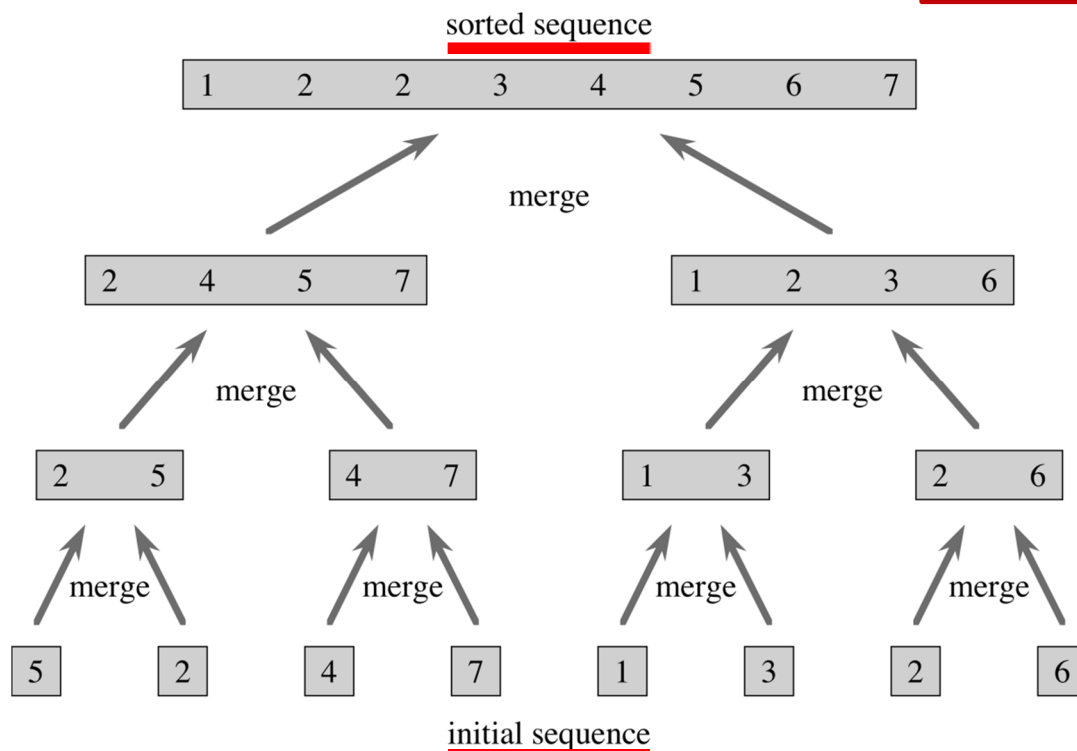 sorted sequence
1 2 2 3 4 5 6 7
merge
2 4 5 7
1 2 3 6
merge
merge
2 5
4 7
1 3
2 6
merge
merge
merge
merge
5
2
4
7
1
3
2
6
initial sequence